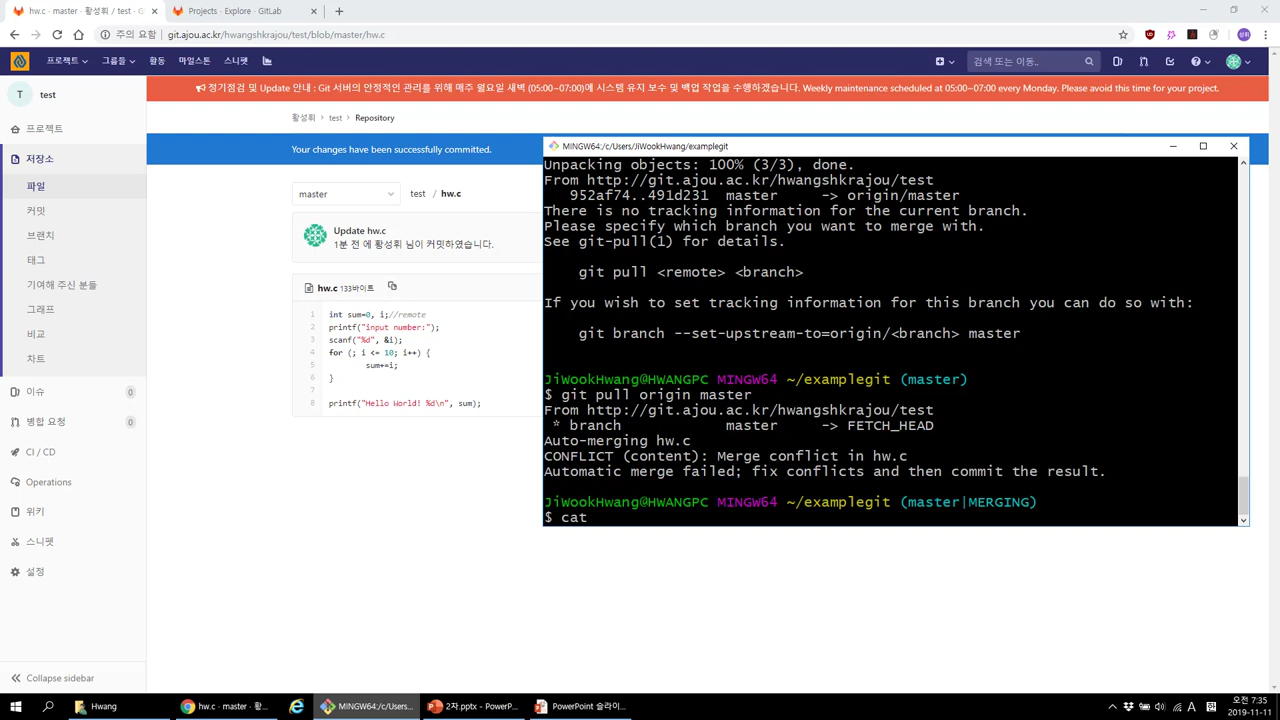 hw.c · master · 황성휘 / test · G
Projects · Explore · GitLab
주의 요함
git.ajou.ac.kr/hwangshkrajou/test/blob/master/hw.c
프로젝트
그룹들
활동
마일스톤
스니펫
검색 또는 이동..
T
test
정기점검 및 Update 안내 : Git 서버의 안정적인 관리를 위해 매주 월요일 새벽 (05:00~07:00)에 시스템 유지 보수 및 백업 작업을 수행하겠습니다. Weekly maintenance scheduled at 05:00~07:00 every Monday. Please avoid this time for your project.
황성휘 > test > Repository
Your changes have been successfully committed.
프로젝트
저장소
파일
커밋
브랜치
태그
기여해 주신 분들
그래프
비교
차트
이슈 0
병합 요청 0
CI / CD
Operations
위키
스니펫
설정
Collapse sidebar
master
test / hw.c
Update hw.c
1분 전 에 황성휘 님이 커밋하였습니다.
hw.c 133바이트
1 int sum=0, i;//remote
2 printf("input number:");
3 scanf("%d", &i);
4 for (; i <= 10; i++) {
5 sum+=i;
6 }
7
8 printf("Hello World! %d\n", sum);
MINGW64:/c/Users/JiWookHwang/examplegit
Unpacking objects: 100% (3/3), done.
From http://git.ajou.ac.kr/hwangshkrajou/test
952af74..491d231 master -> origin/master
There is no tracking information for the current branch.
Please specify which branch you want to merge with.
See git-pull(1) for details.
git pull <remote> <branch>
If you wish to set tracking information for this branch you can do so with:
git branch --set-upstream-to=origin/<branch> master
JiWookHwang@HWANGPC MINGW64 ~/examplegit (master)
$ git pull origin master
From http://git.ajou.ac.kr/hwangshkrajou/test
* branch master -> FETCH_HEAD
Auto-merging hw.c
CONFLICT (content): Merge conflict in hw.c
Automatic merge failed; fix conflicts and then commit the result.
JiWookHwang@HWANGPC MINGW64 ~/examplegit (master|MERGING)
$ cat
Hwang
hw.c · master · 황...
MINGW64:/c/Users...
2차.pptx - PowerP...
PowerPoint 슬라이...
A
오전 7:35
2019-11-11